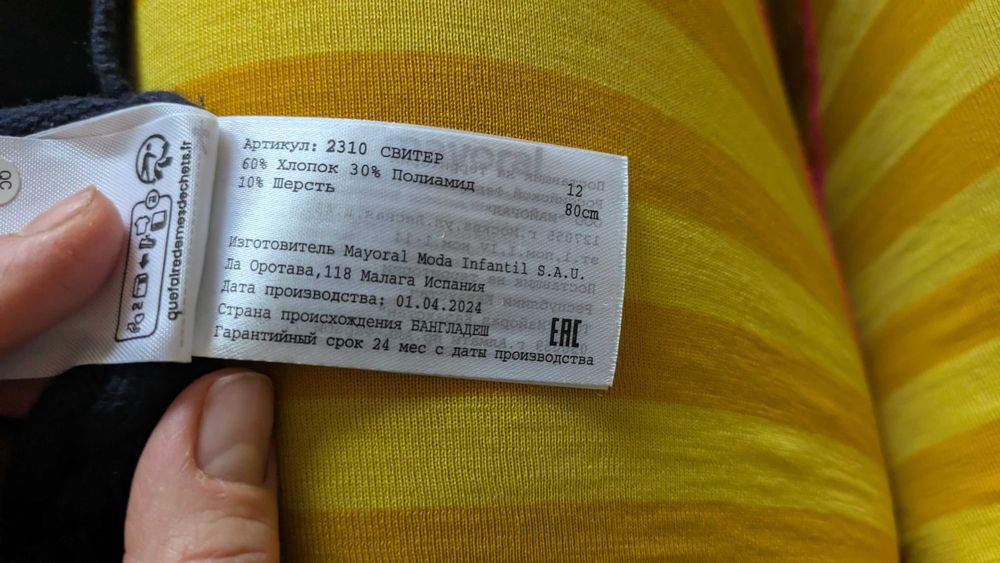 Артикул: 2310 СВИТЕР
60% Хлопок 30% Полиамид
10% Шерсть
12
80cm
Изготовитель Mayoral Moda Infantil S.A.U.
Ла Оротава,118 Малага Испания
Дата производства: 01.04.2024
Страна происхождения БАНГЛАДЕШ
Гарантийный срок 24 мес с даты производства
EAC
quefairedemesdechets.fr
QC